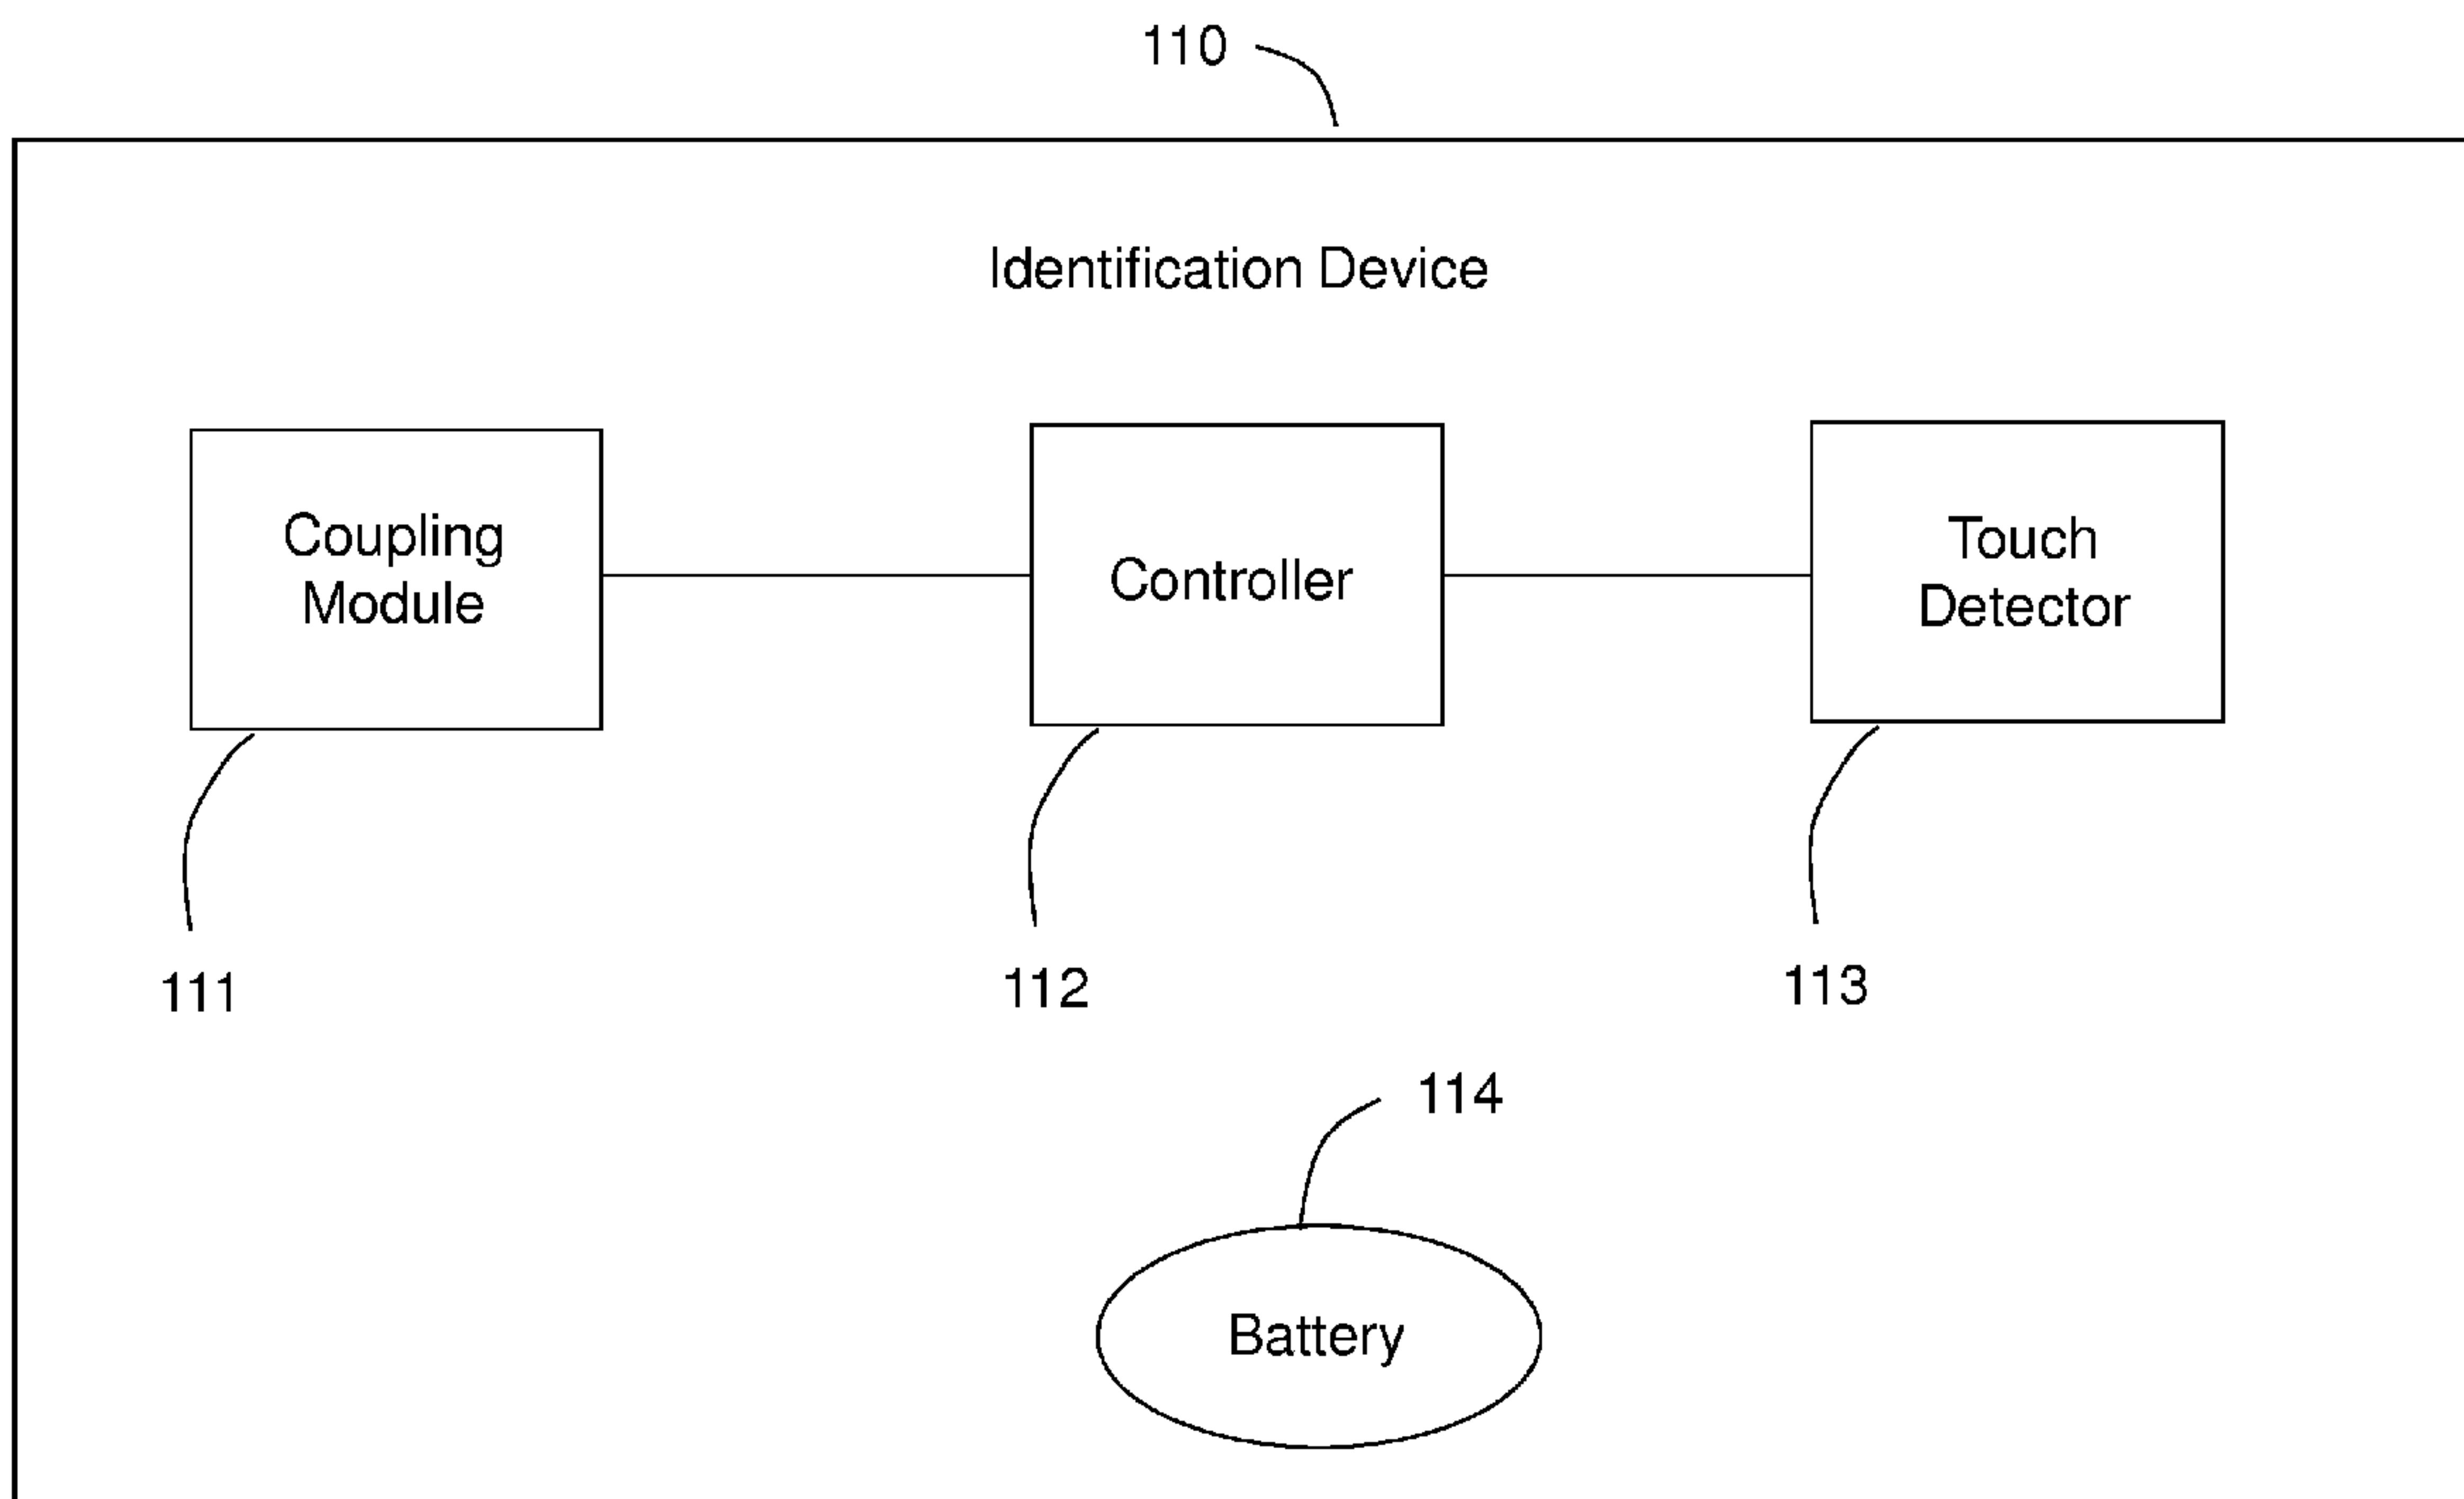 110
Identification Device
Coupling
Module
Controller
Touch
Detector
111
112
113
114
Battery